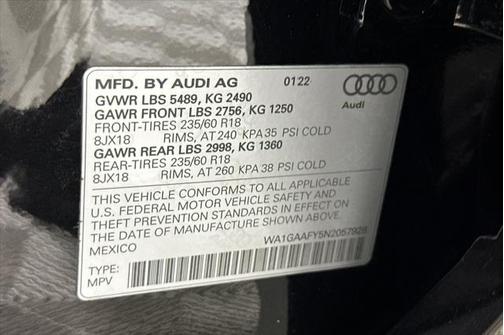 MFD. BY AUDI AG 0122
GVWR LBS 5489, KG 2490
GAWR FRONT LBS 2756, KG 1250
FRONT-TIRES 235/60 R18
8JX18 RIMS, AT 240 KPA 35 PSI COLD
GAWR REAR LBS 2998, KG 1360
REAR-TIRES 235/60 R18
8JX18 RIMS, AT 260 KPA 38 PSI COLD
THIS VEHICLE CONFORMS TO ALL APPLICABLE
U.S. FEDERAL MOTOR VEHICLE SAFETY AND
THEFT PREVENTION STANDARDS IN EFFECT ON
THE DATE OF MANUFACTURE SHOWN ABOVE.
MEXICO
WA1GAAFY5N2057928
TYPE:
MPV
Audi